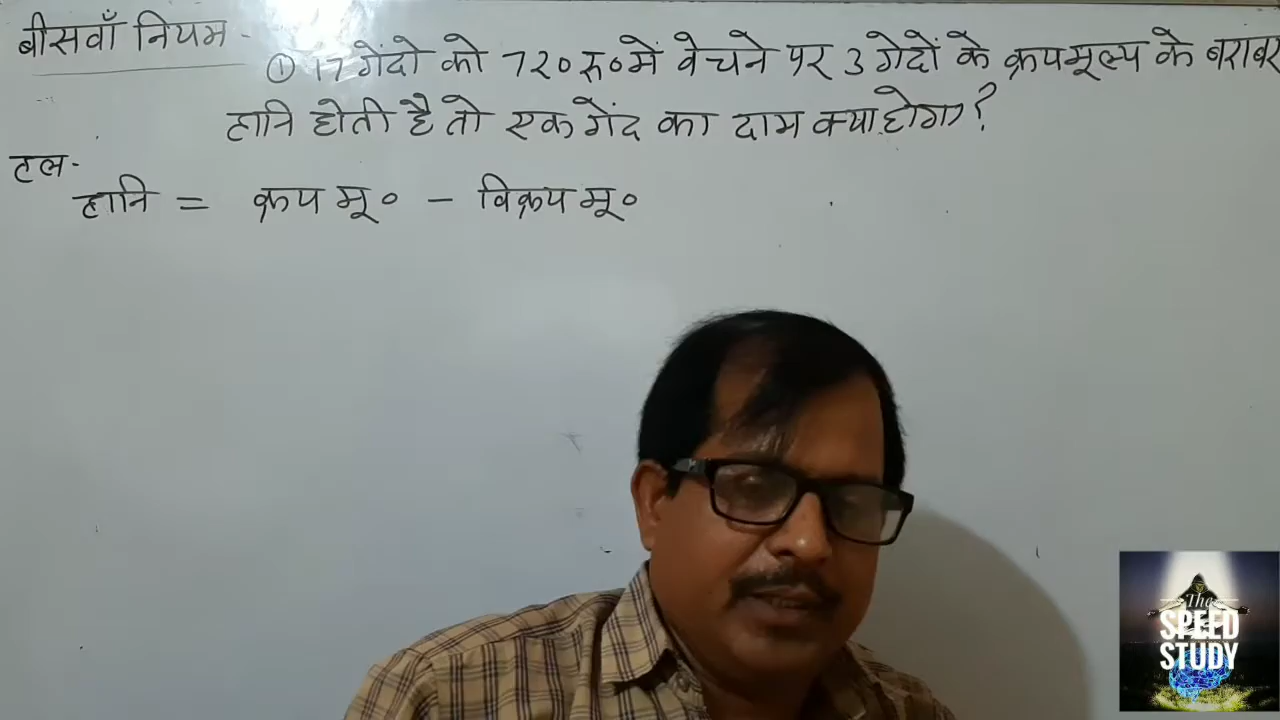 बीसवाँ नियम -
① 17 गेंदो को 720 रु० में वेचने पर 3 गेदों के क्रयमूल्य के बराबर
हानि होती है तो एक गेंद का दाम क्या होगा?
हल-
हानि = क्रय मू० - विक्रय मू०
The
SPEED
STUDY